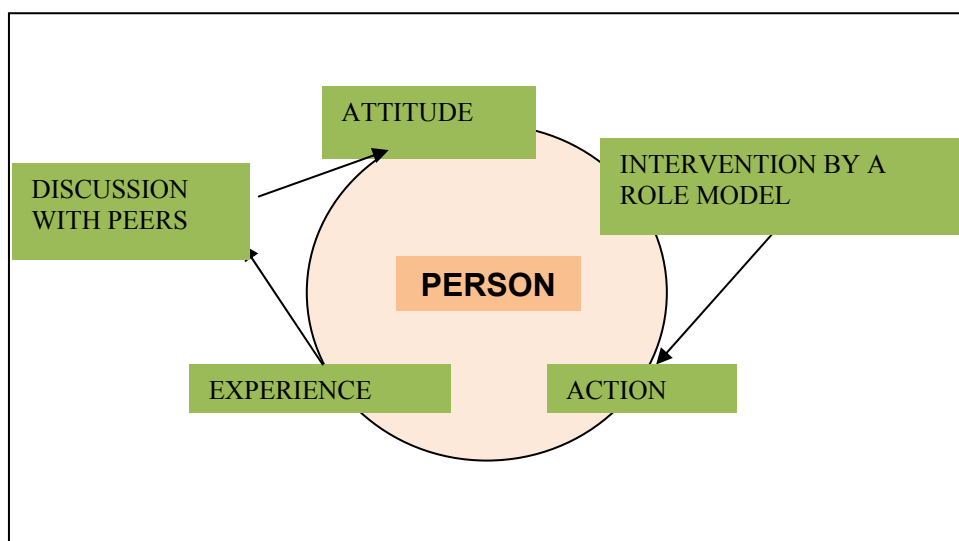 ATTITUDE
INTERVENTION BY A
ROLE MODEL
DISCUSSION
WITH PEERS
PERSON
EXPERIENCE
ACTION